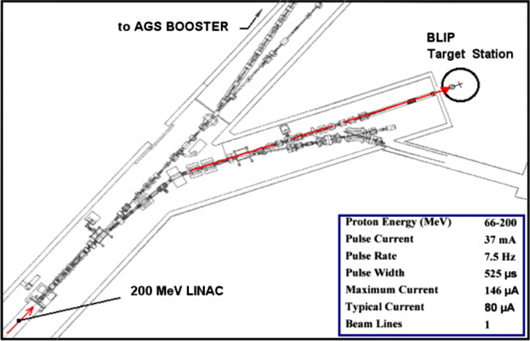 to AGS BOOSTER
BLIP
Target Station
200 MeV LINAC
Proton Energy (MeV) 66-200
Pulse Current 37 mA
Pulse Rate 7.5 Hz
Pulse Width 525 µs
Maximum Current 146 µA
Typical Current 80 µA
Beam Lines 1